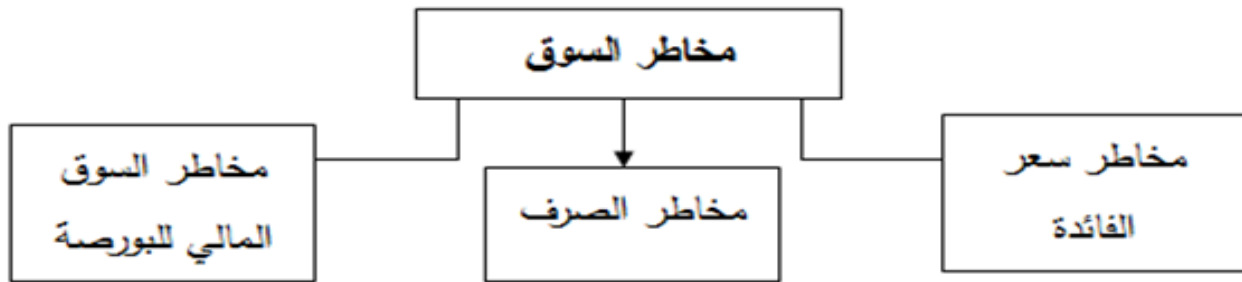 مخاطر السوق
مخاطر سعر
الفائدة
مخاطر الصرف
مخاطر السوق
المالي للبورصة